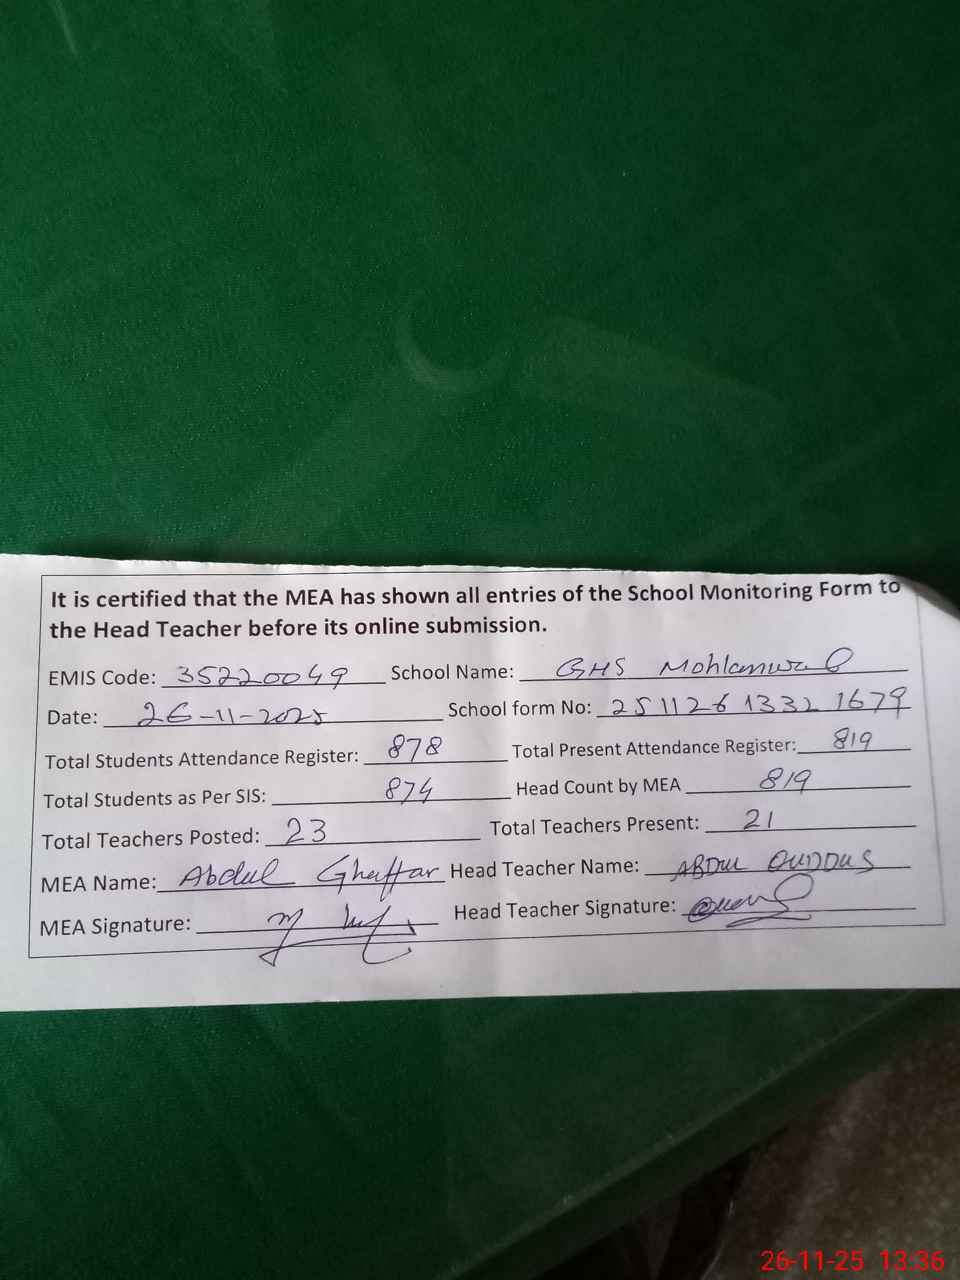 It is certified that the MEA has shown all entries of the School Monitoring Form to
the Head Teacher before its online submission.
EMIS Code: 35220049 School Name: GHS Mohlanwal
Date: 26-11-2025 School form No: 251126 1332 1679
Total Students Attendance Register: 878 Total Present Attendance Register: 819
Total Students as Per SIS: 874 Head Count by MEA 819
Total Teachers Posted: 23 Total Teachers Present: 21
MEA Name: Abdul Ghaffar Head Teacher Name: ABDUL QUDDUS
MEA Signature: Head Teacher Signature:
26-11-25 13:36